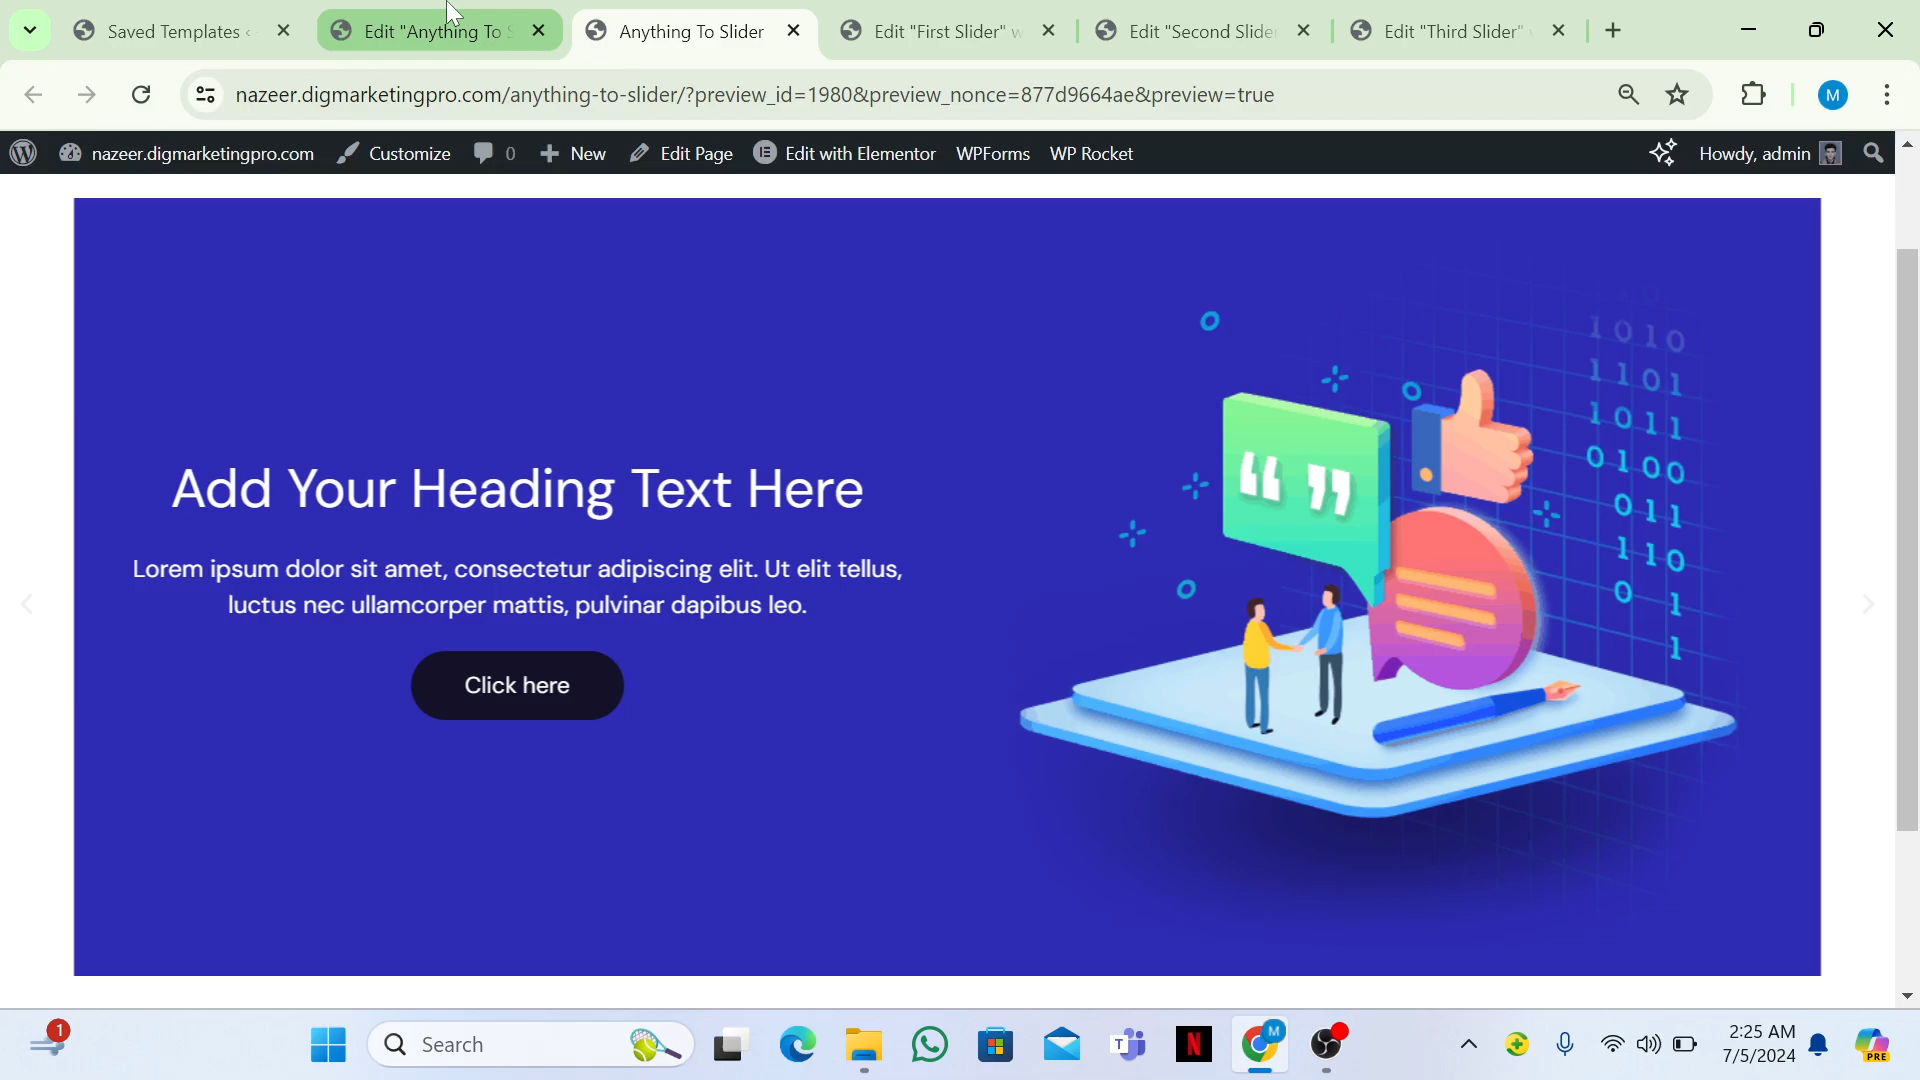 Saved Templates ‹
Edit "Anything To S
Anything To Slider
Edit "First Slider" w
Edit "Second Slide
Edit "Third Slider"
nazeer.digmarketingpro.com/anything-to-slider/?preview_id=1980&preview_nonce=877d9664ae&preview=true
M
nazeer.digmarketingpro.com
Customize
0
New
Edit Page
Edit with Elementor
WPForms
WP Rocket
Howdy, admin
1010
1101
1011
0100
011
110
0 1
1
Add Your Heading Text Here
Lorem ipsum dolor sit amet, consectetur adipiscing elit. Ut elit tellus,
luctus nec ullamcorper mattis, pulvinar dapibus leo.
Click here
1
Search
T
N
M
2:25 AM
7/5/2024
PRE